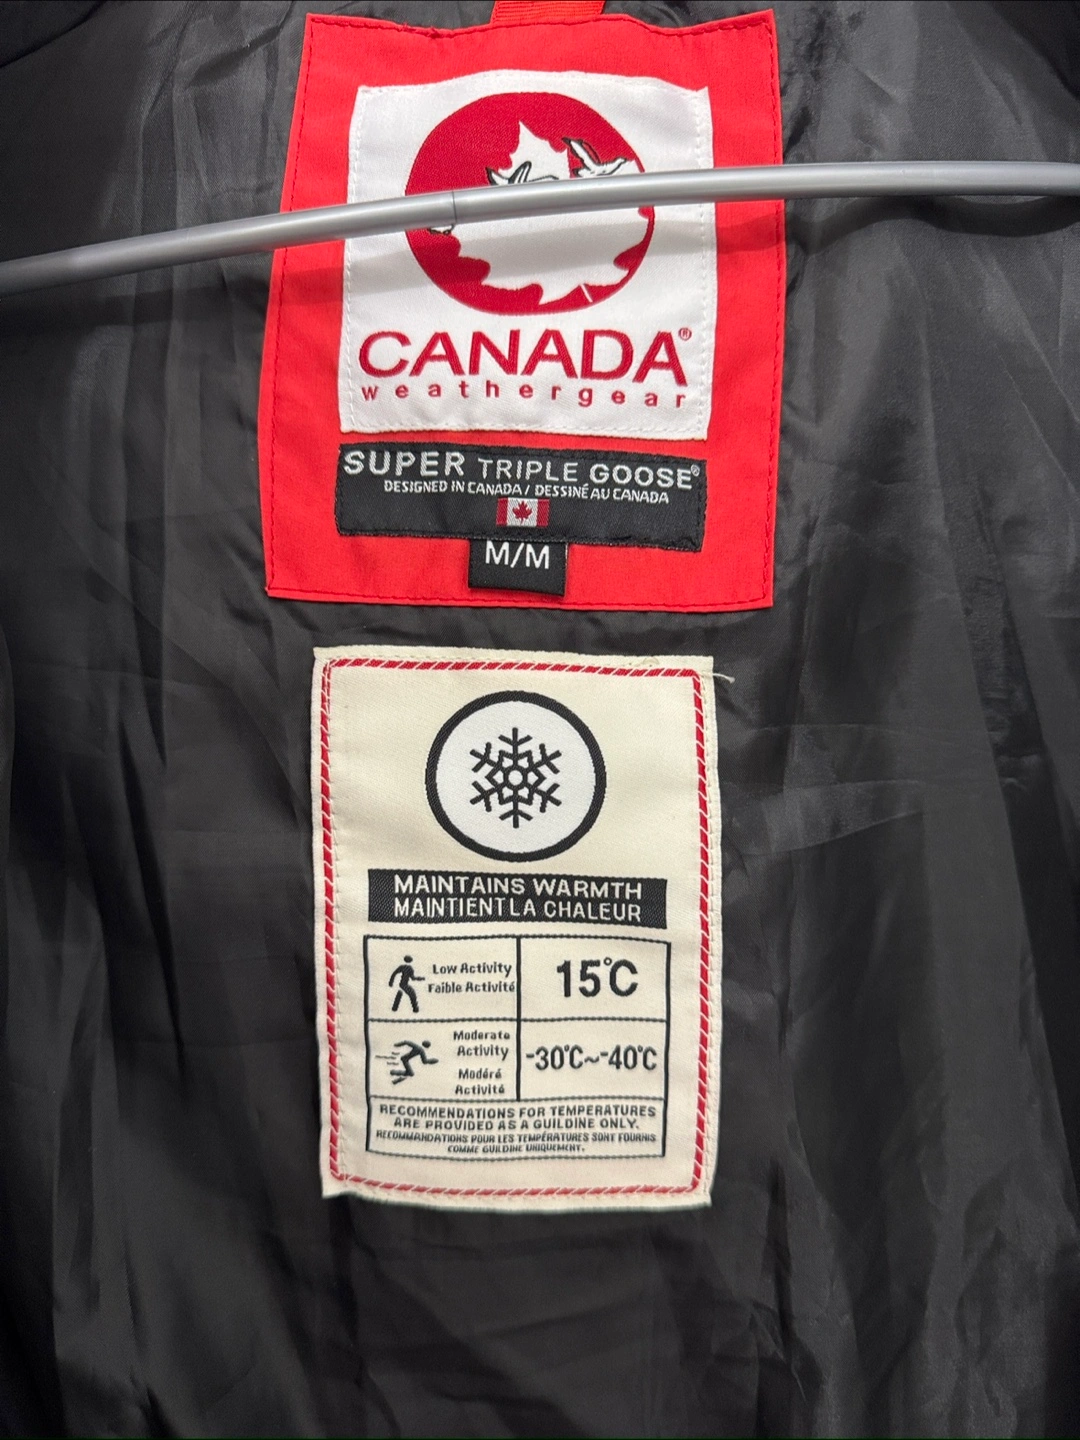 CANADA®
weathergear
SUPER TRIPLE GOOSE®
DESIGNED IN CANADA / DESSINÉ AU CANADA
M/M
MAINTAINS WARMTH
MAINTIENT LA CHALEUR
Low Activity
Faible Activité
15°C
Moderate
Activity
Modéré
Activité
-30°C~-40°C
RECOMMENDATIONS FOR TEMPERATURES
ARE PROVIDED AS A GUILDINE ONLY.
RECOMMANDATIONS POUR LES TEMPÉRATURES SONT FOURNIS
COMME GUILDINE UNIQUEMENT.